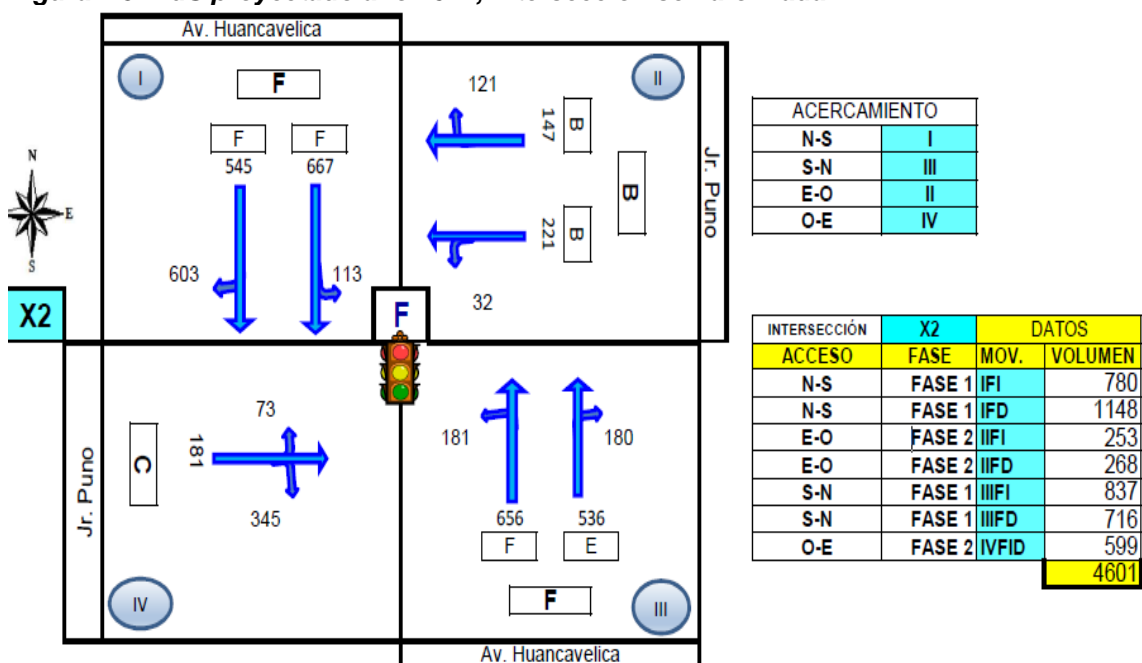 Av. Huancavelica
I
F
F
F
545
667
603
113
II
121
147
B
B
221
B
32
Jr. Puno
N
E
S
X2
F
Jr. Puno
C
181
73
345
IV
181
180
656
536
F
E
F
III
Av. Huancavelica
ACERCAMIENTO
N-S I
S-N III
E-O II
O-E IV
INTERSECCIÓN X2 DATOS
ACCESO FASE MOV. VOLUMEN
N-S FASE 1 IFI 780
N-S FASE 1 IFD 1148
E-O FASE 2 IIFI 253
E-O FASE 2 IIFD 268
S-N FASE 1 IIIFI 837
S-N FASE 1 IIIFD 716
O-E FASE 2 IVFID 599
4601